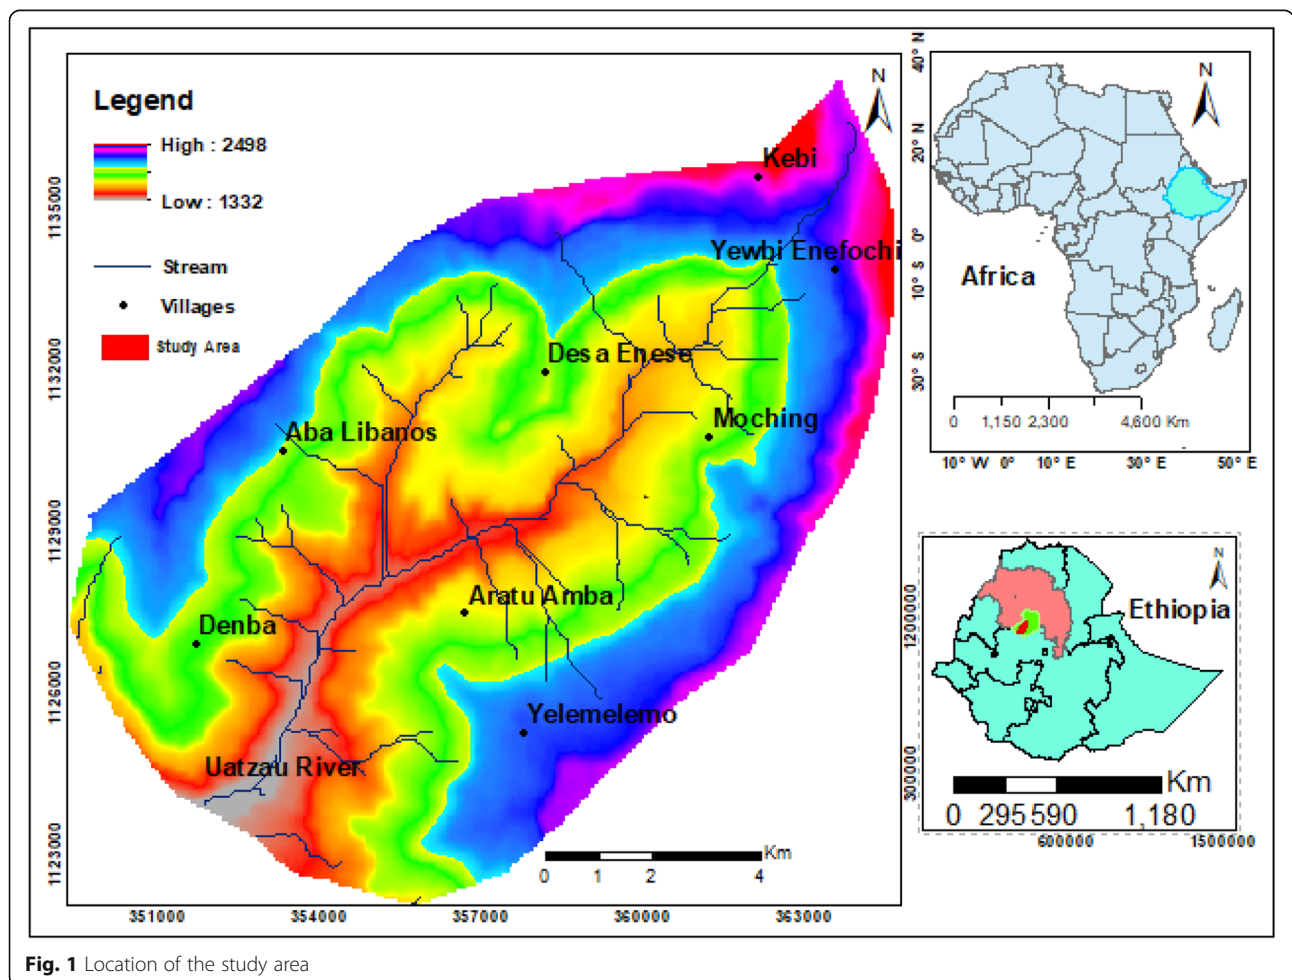 Legend
High : 2498
Low : 1332
Stream
Villages
Study Area
N
Kebi
Yewbi Enefochi
Desa Enese
Moching
Aba Libanos
Aratu Amba
Denba
Yelemelemo
Uatzau River
Km
0 1 2 4
1135000
1132000
1129000
1126000
1123000
351000 354000 357000 360000 363000
40° N
20° N
0°
10° S
30° S
N
Africa
0 1,150 2,300 4,600 Km
10° W 0° 10° E 30° E 50° E
N
Ethiopia
1200000
300000
Km
0 295 590 1,180
600000 1500000
Fig. 1 Location of the study area